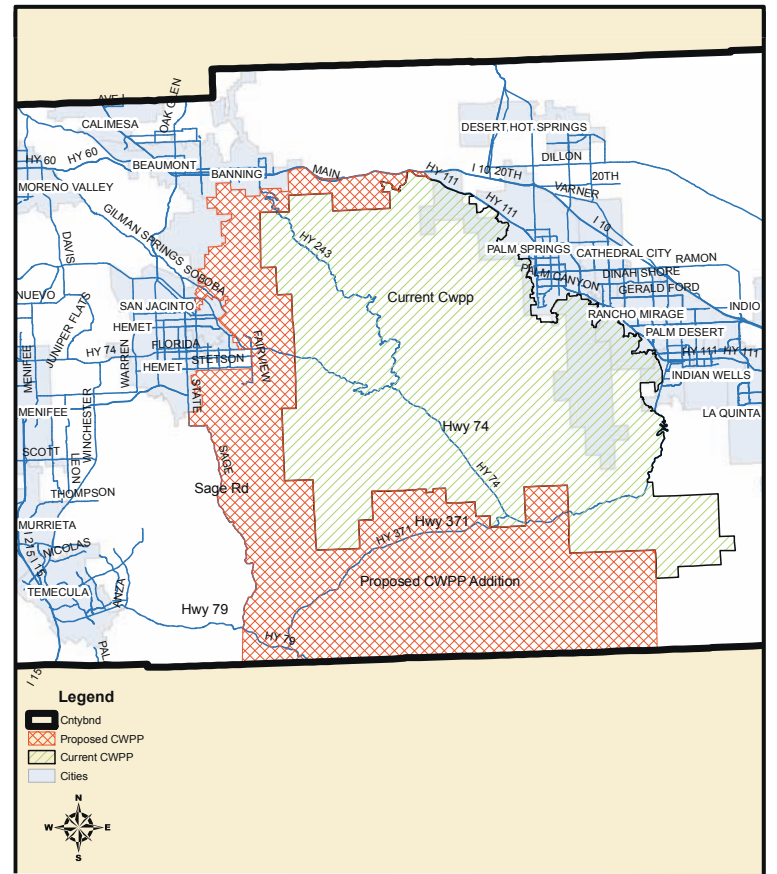 AVE L
OAK GLEN
CALIMESA
DESERT HOT SPRINGS
HY 60
HY 60
BEAUMONT
BANNING
MAIN
HY 111
I 10
20TH
DILLON
20TH
MORENO VALLEY
VARNER
GILMAN SPRINGS
SOBOBA
HY 111
I 10
DAVIS
HY 243
PALM SPRINGS
CATHEDRAL CITY
RAMON
PALM CANYON
DINAH SHORE
GERALD FORD
NUEVO
JUNIPER FLATS
SAN JACINTO
Current Cwpp
RANCHO MIRAGE
INDIO
HEMET
FLORIDA
FAIRVIEW
PALM DESERT
HY 74
WARREN
STETSON
HY 111
HY 111
MENIFEE
HEMET
INDIAN WELLS
STATE
MENIFEE
WINCHESTER
LA QUINTA
Hwy 74
SCOTT
LEON
SAGE
HY 74
THOMPSON
Sage Rd
MURRIETA
Hwy 371
I 215
I 15
NICOLAS
HY 371
TEMECULA
ANZA
Proposed CWPP Addition
Hwy 79
HY 79
PAL
I 15
Legend
Cntybnd
Proposed CWPP
Current CWPP
Cities
N
W
E
S